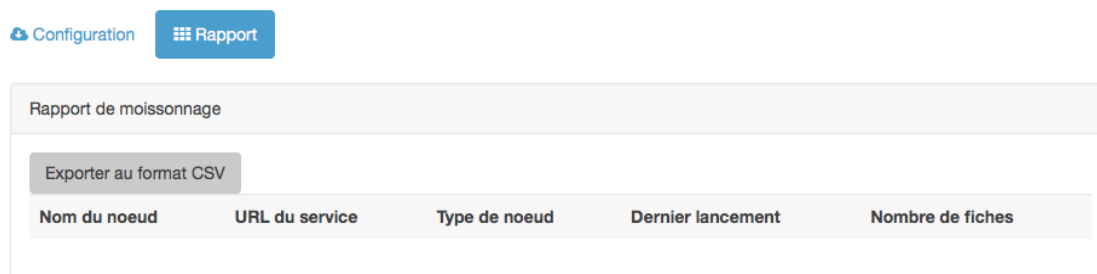 Configuration Rapport
Rapport de moissonnage
Exporter au format CSV
Nom du noeud URL du service Type de noeud Dernier lancement Nombre de fiches